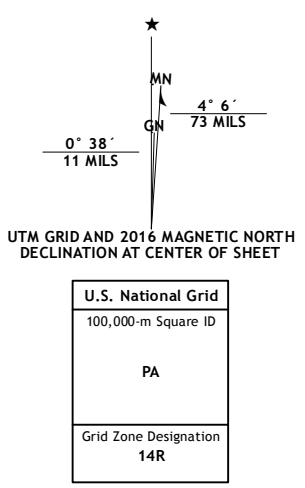 ★
MN
4° 6´
73 MILS
GN
0° 38´
11 MILS
UTM GRID AND 2016 MAGNETIC NORTH
DECLINATION AT CENTER OF SHEET
U.S. National Grid
100,000-m Square ID
PA
Grid Zone Designation
14R